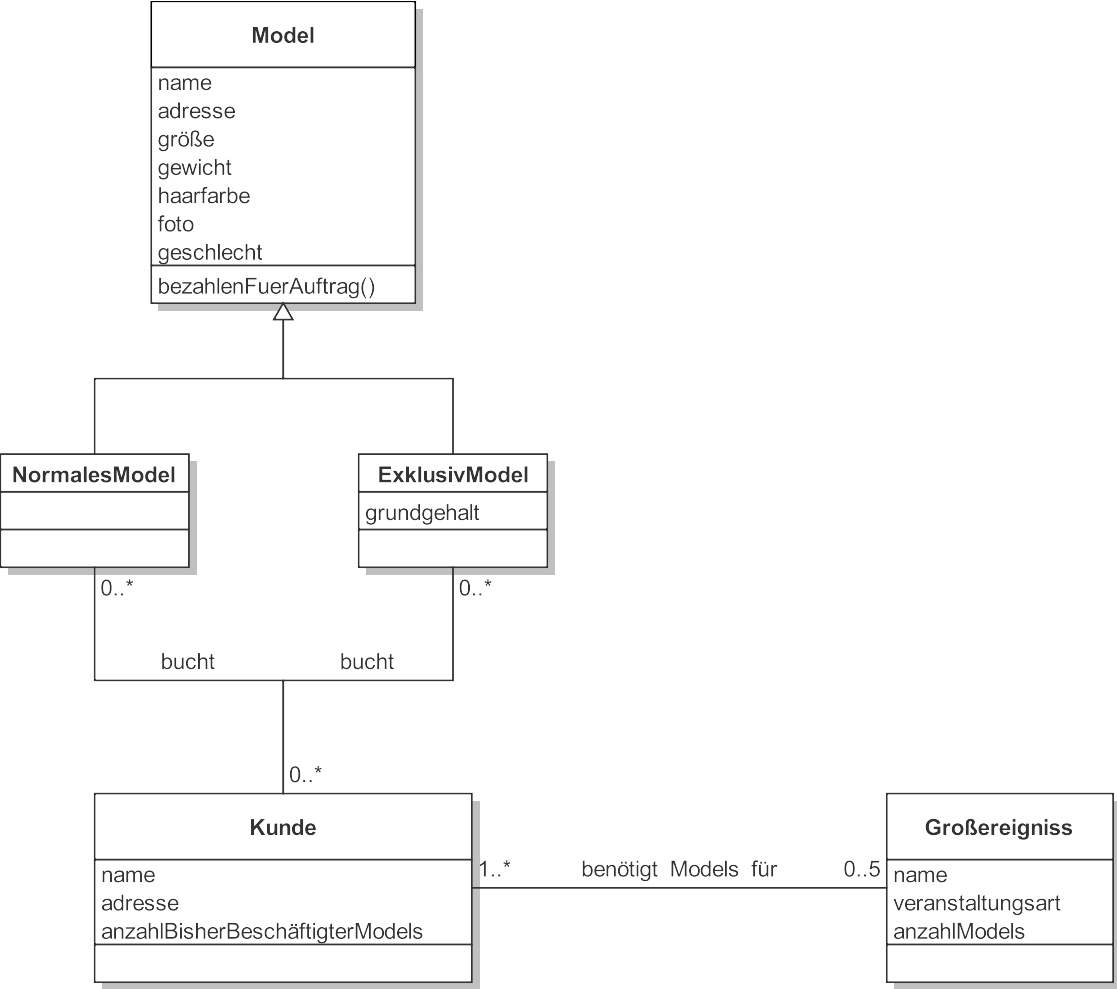 Model
name
adresse
größe
gewicht
haarfarbe
foto
geschlecht
bezahlenFuerAuftrag()
NormalesModel
ExklusivModel
grundgehalt
0..*
0..*
bucht
bucht
0..*
Kunde
name
adresse
anzahlBisherBeschäftigterModels
1..*
benötigt Models für
0..5
Großereigniss
name
veranstaltungsart
anzahlModels